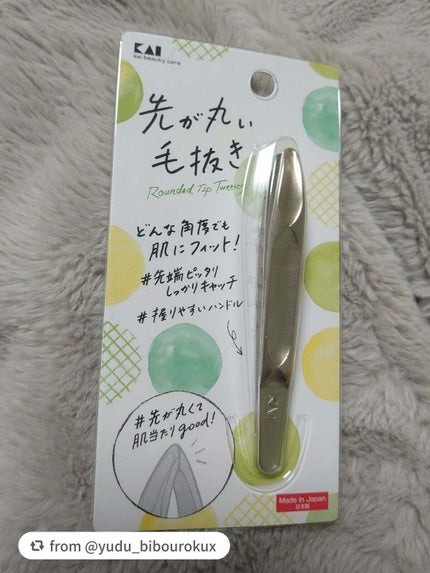 KAI
kai beauty care
先が丸い
毛抜き
Rounded Tip Tweezers
どんな角度でも
肌にフィット!
#先端ピッタリ
しっかりキャッチ
#握りやすいハンドル
#先が丸くて
肌当たりgood!
KAI
Made in Japan
日本製
from @yudu_bibourokux